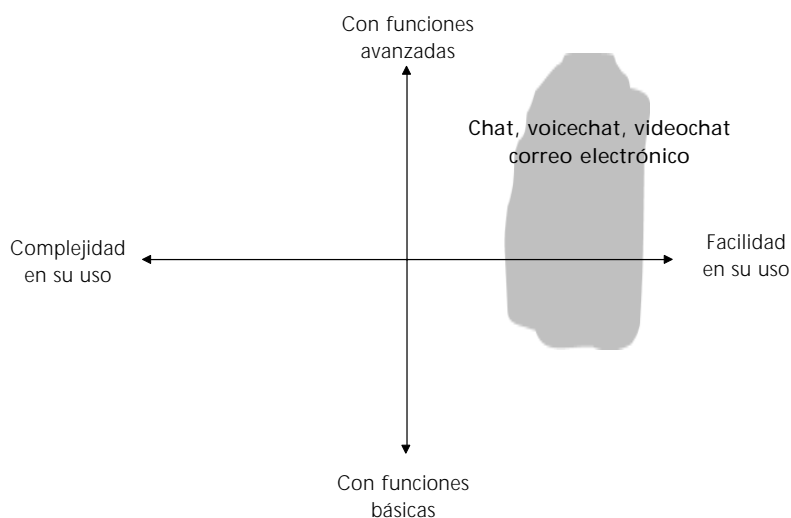 Con funciones
avanzadas
Chat, voicechat, videochat
correo electrónico
Complejidad
en su uso
Facilidad
en su uso
Con funciones
básicas